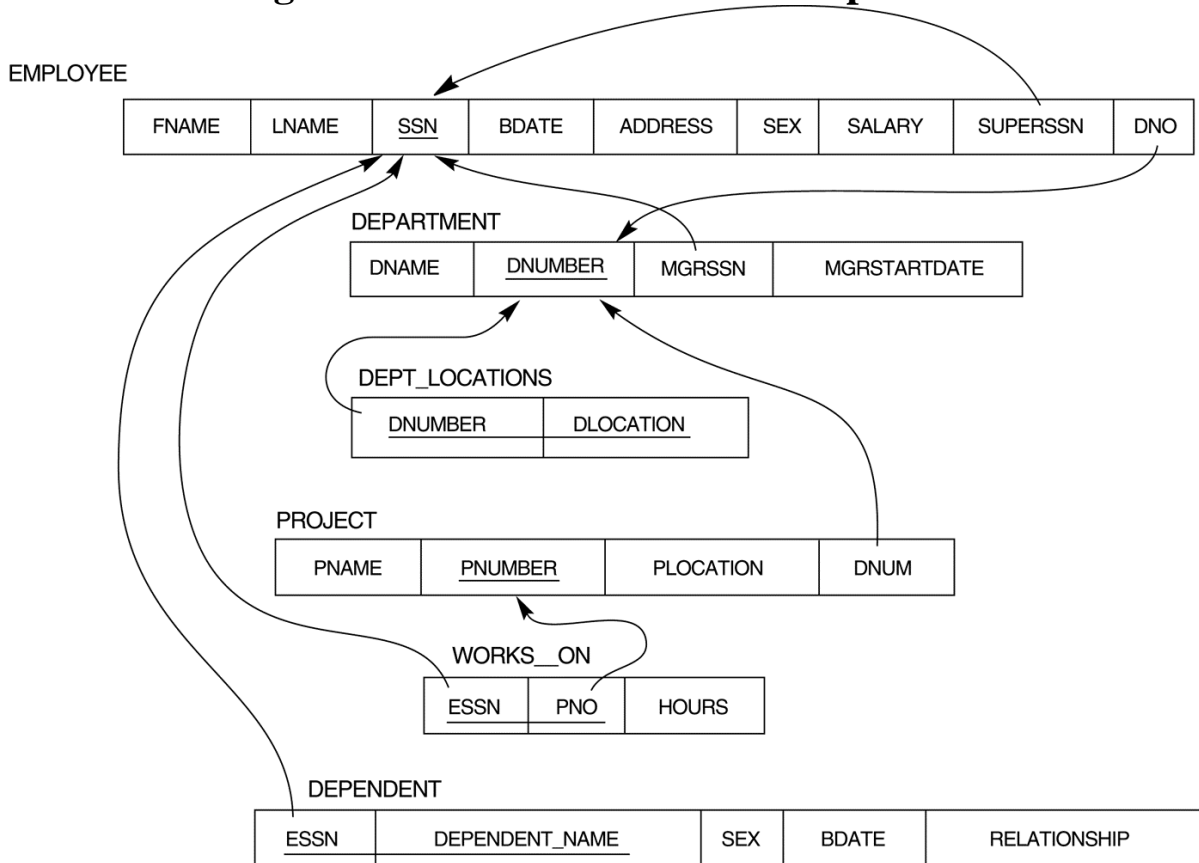 EMPLOYEE
FNAME LNAME SSN BDATE ADDRESS SEX SALARY SUPERSSN DNO
DEPARTMENT
DNAME DNUMBER MGRSSN MGRSTARTDATE
DEPT_LOCATIONS
DNUMBER DLOCATION
PROJECT
PNAME PNUMBER PLOCATION DNUM
WORKS__ON
ESSN PNO HOURS
DEPENDENT
ESSN DEPENDENT_NAME SEX BDATE RELATIONSHIP